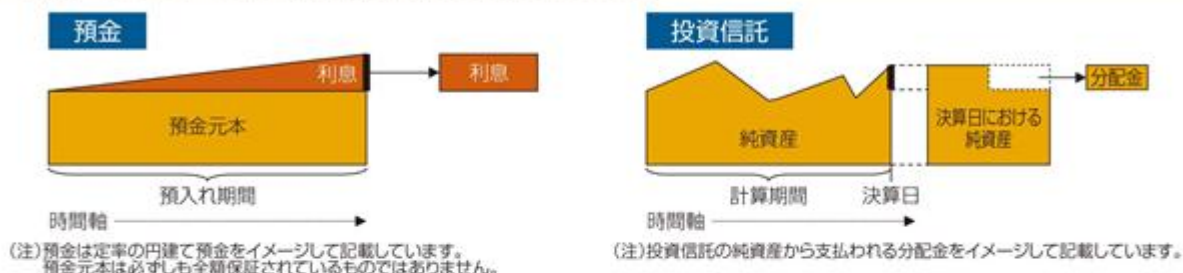 預金
利息
利息
預金元本
預入れ期間
時間軸
(注)預金は定率の円建て預金をイメージして記載しています。
預金元本は必ずしも全額保証されているものではありません。
投資信託
分配金
決算日における
純資産
純資産
計算期間
決算日
時間軸
(注)投資信託の純資産から支払われる分配金をイメージして記載しています。